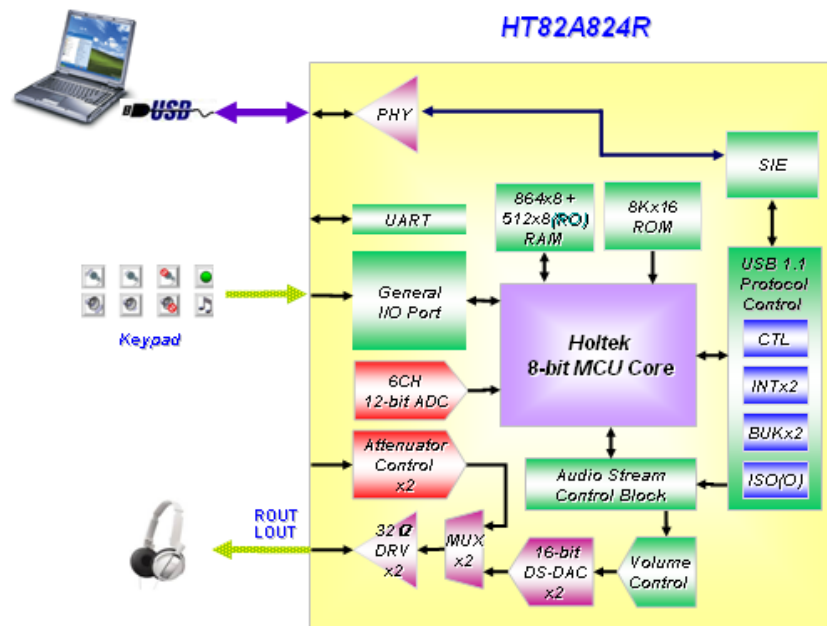 HT82A824R
USB
PHY
SIE
UART
864x8 +
512x8(RO)
RAM
8Kx16
ROM
USB 1.1
Protocol
Control
CTL
INTx2
BUKx2
ISO(O)
General
I/O Port
Keypad
Holtek
8-bit MCU Core
6CH
12-bit ADC
Attenuator
Control
x2
Audio Stream
Control Block
ROUT
LOUT
32Ω
DRV
x2
MUX
x2
16-bit
DS-DAC
x2
Volume
Control